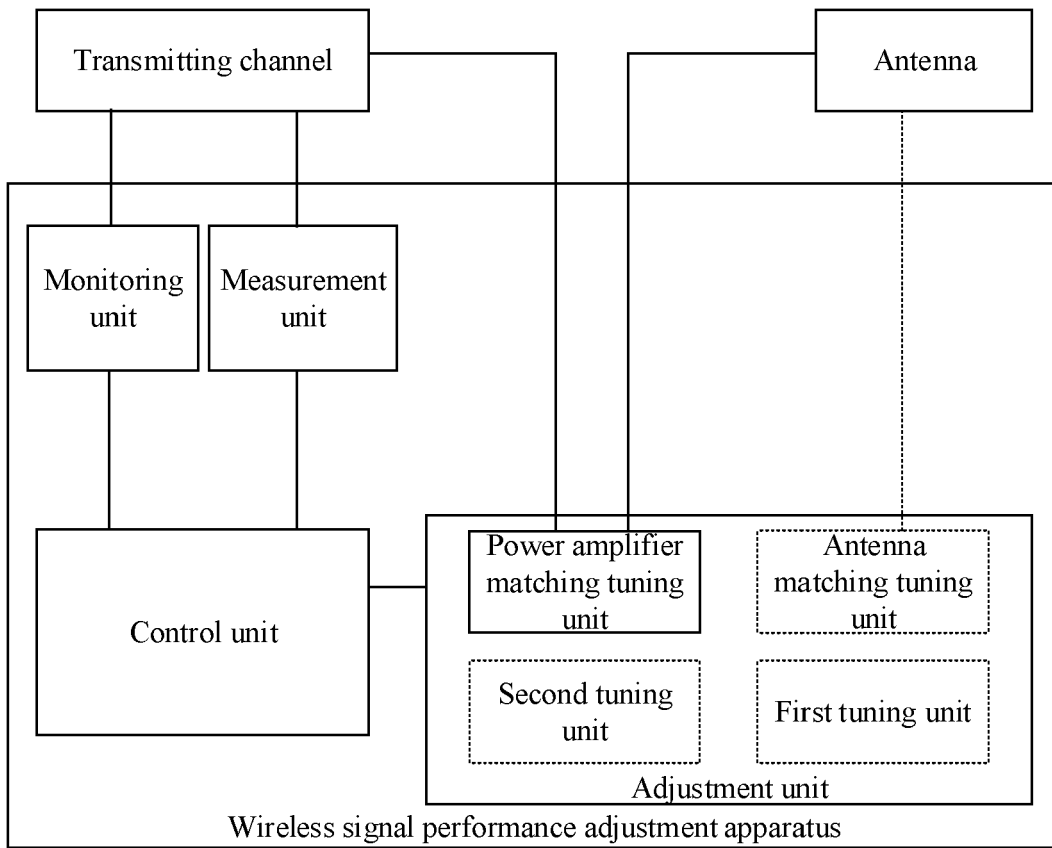 Transmitting channel
Antenna
Monitoring
unit
Measurement
unit
Control unit
Power amplifier
matching tuning
unit
Antenna
matching tuning
unit
Second tuning
unit
First tuning unit
Adjustment unit
Wireless signal performance adjustment apparatus